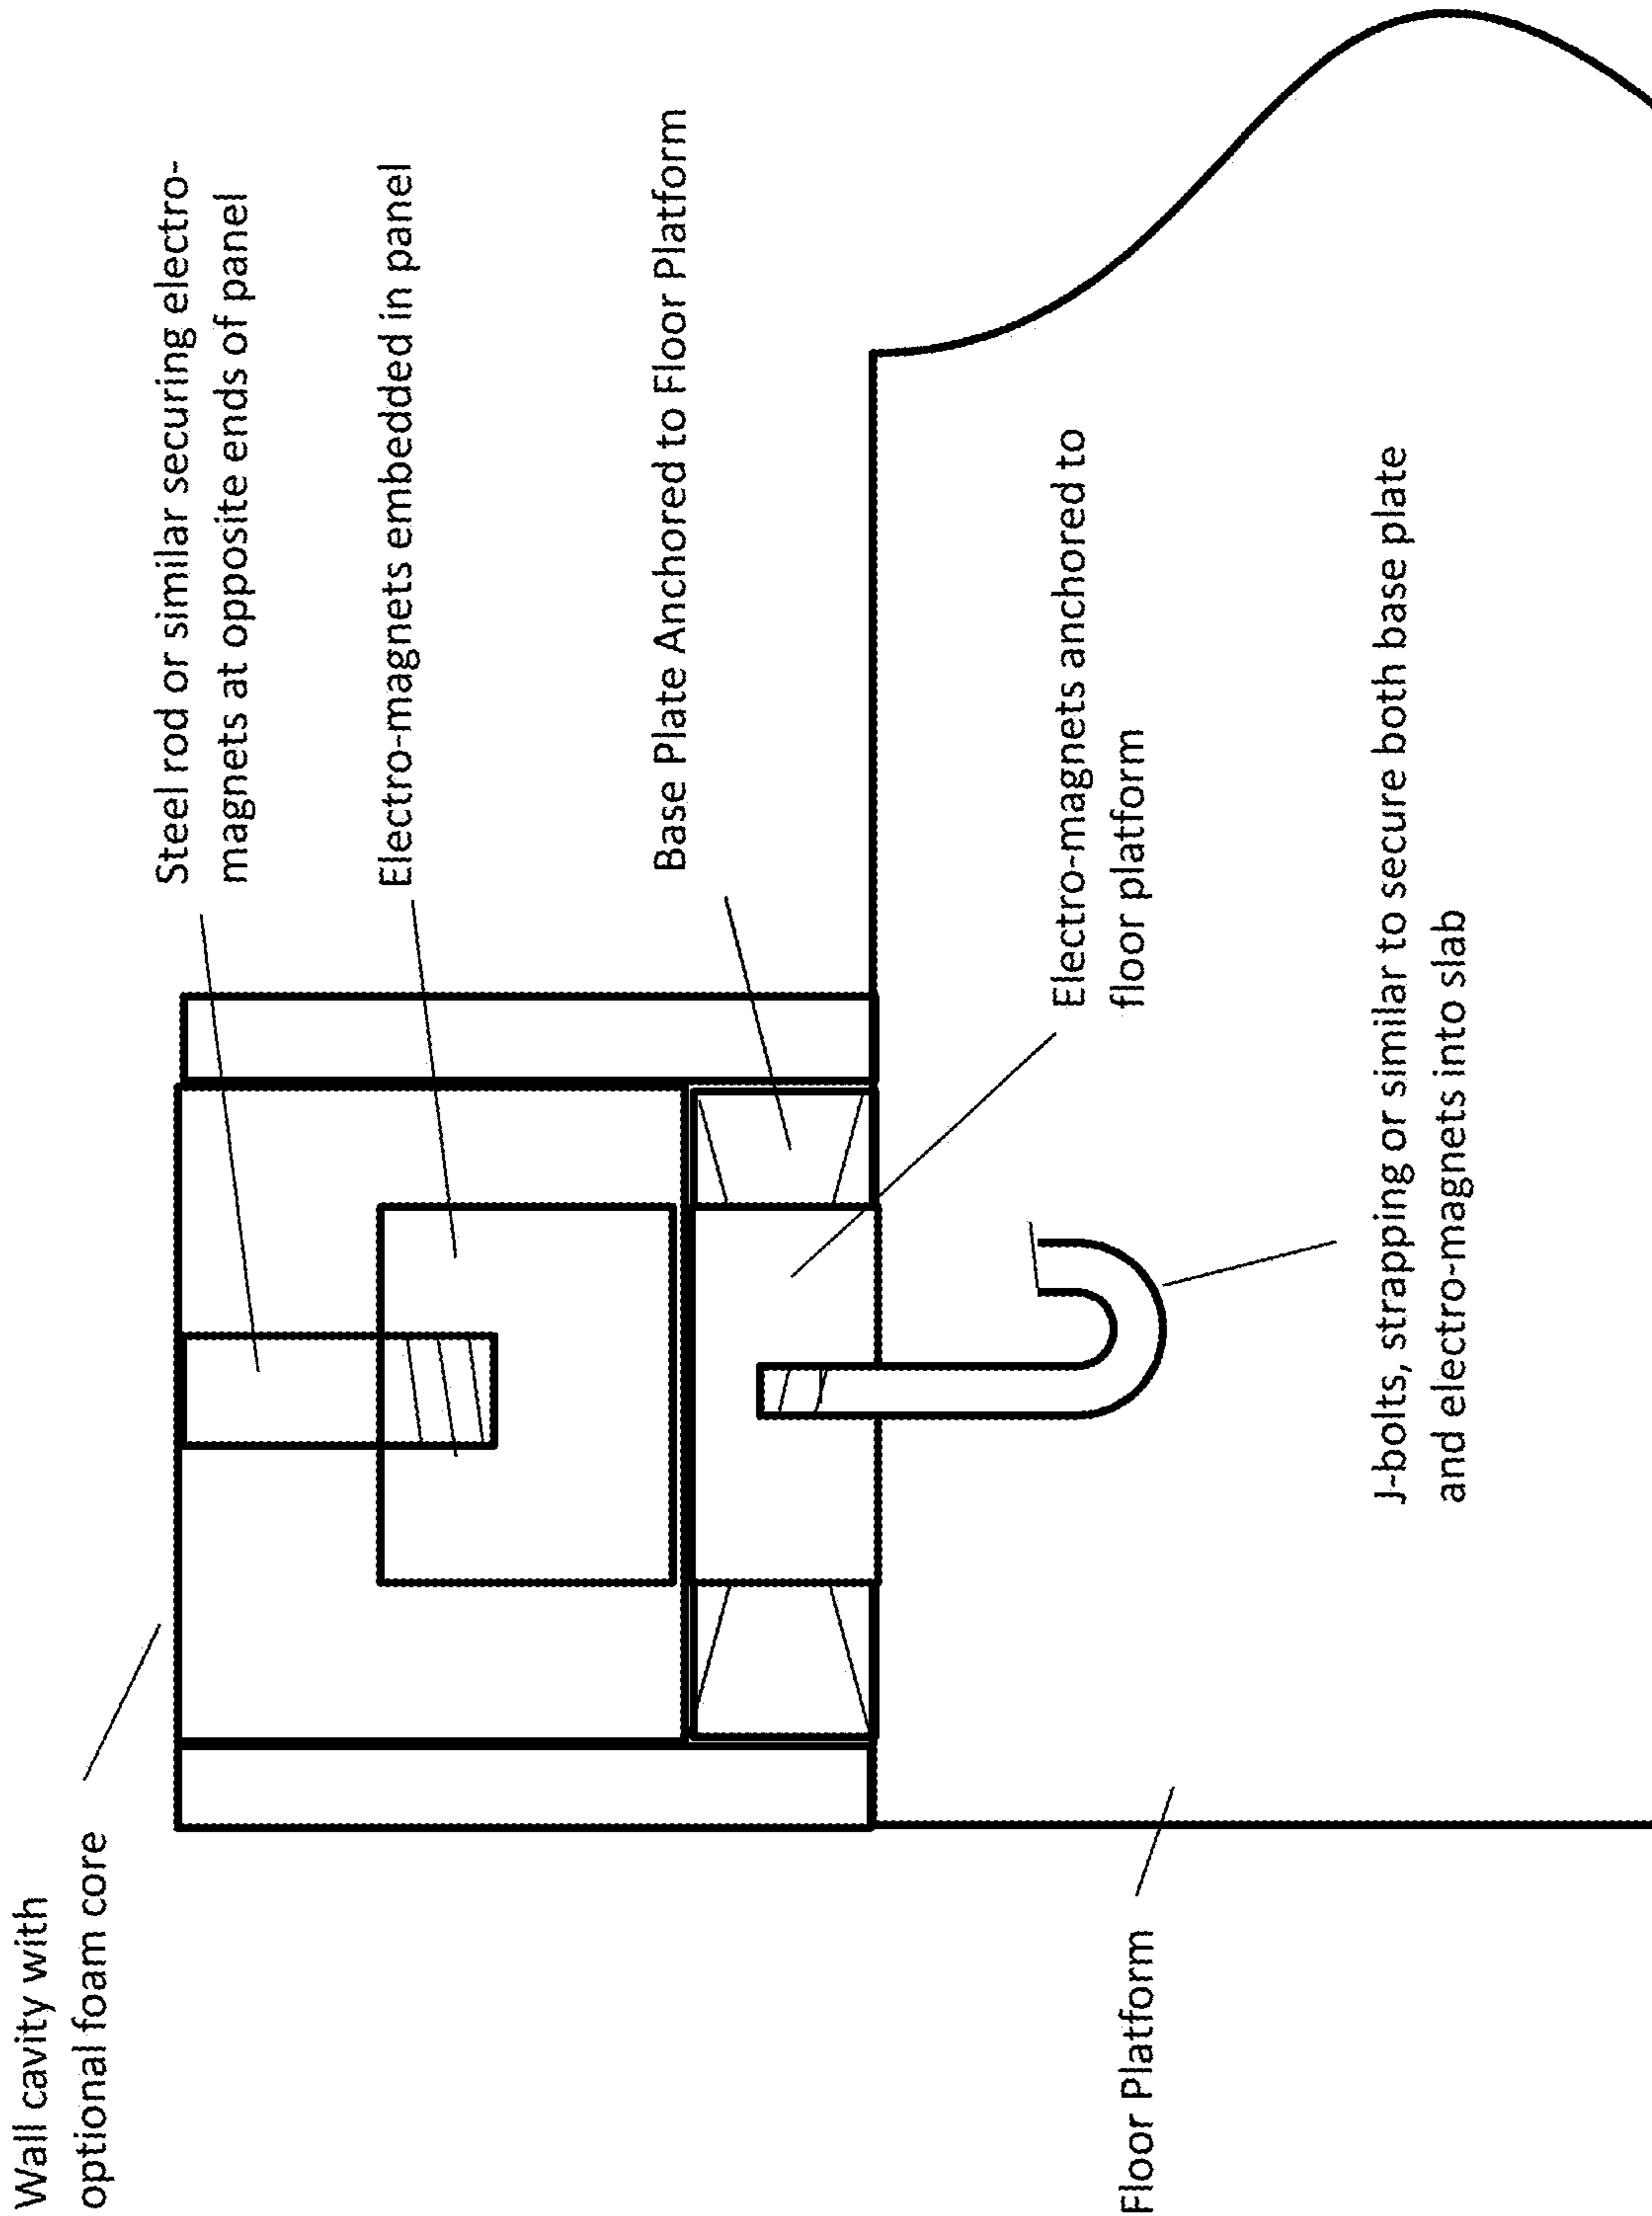 Wall cavity with
optional foam core
Steel rod or similar securing electro-
magnets at opposite ends of panel
Electro-magnets embedded in panel
Base Plate Anchored to Floor Platform
Electro-magnets anchored to
floor platform
Floor Platform
J-bolts, strapping or similar to secure both base plate
and electro-magnets into slab